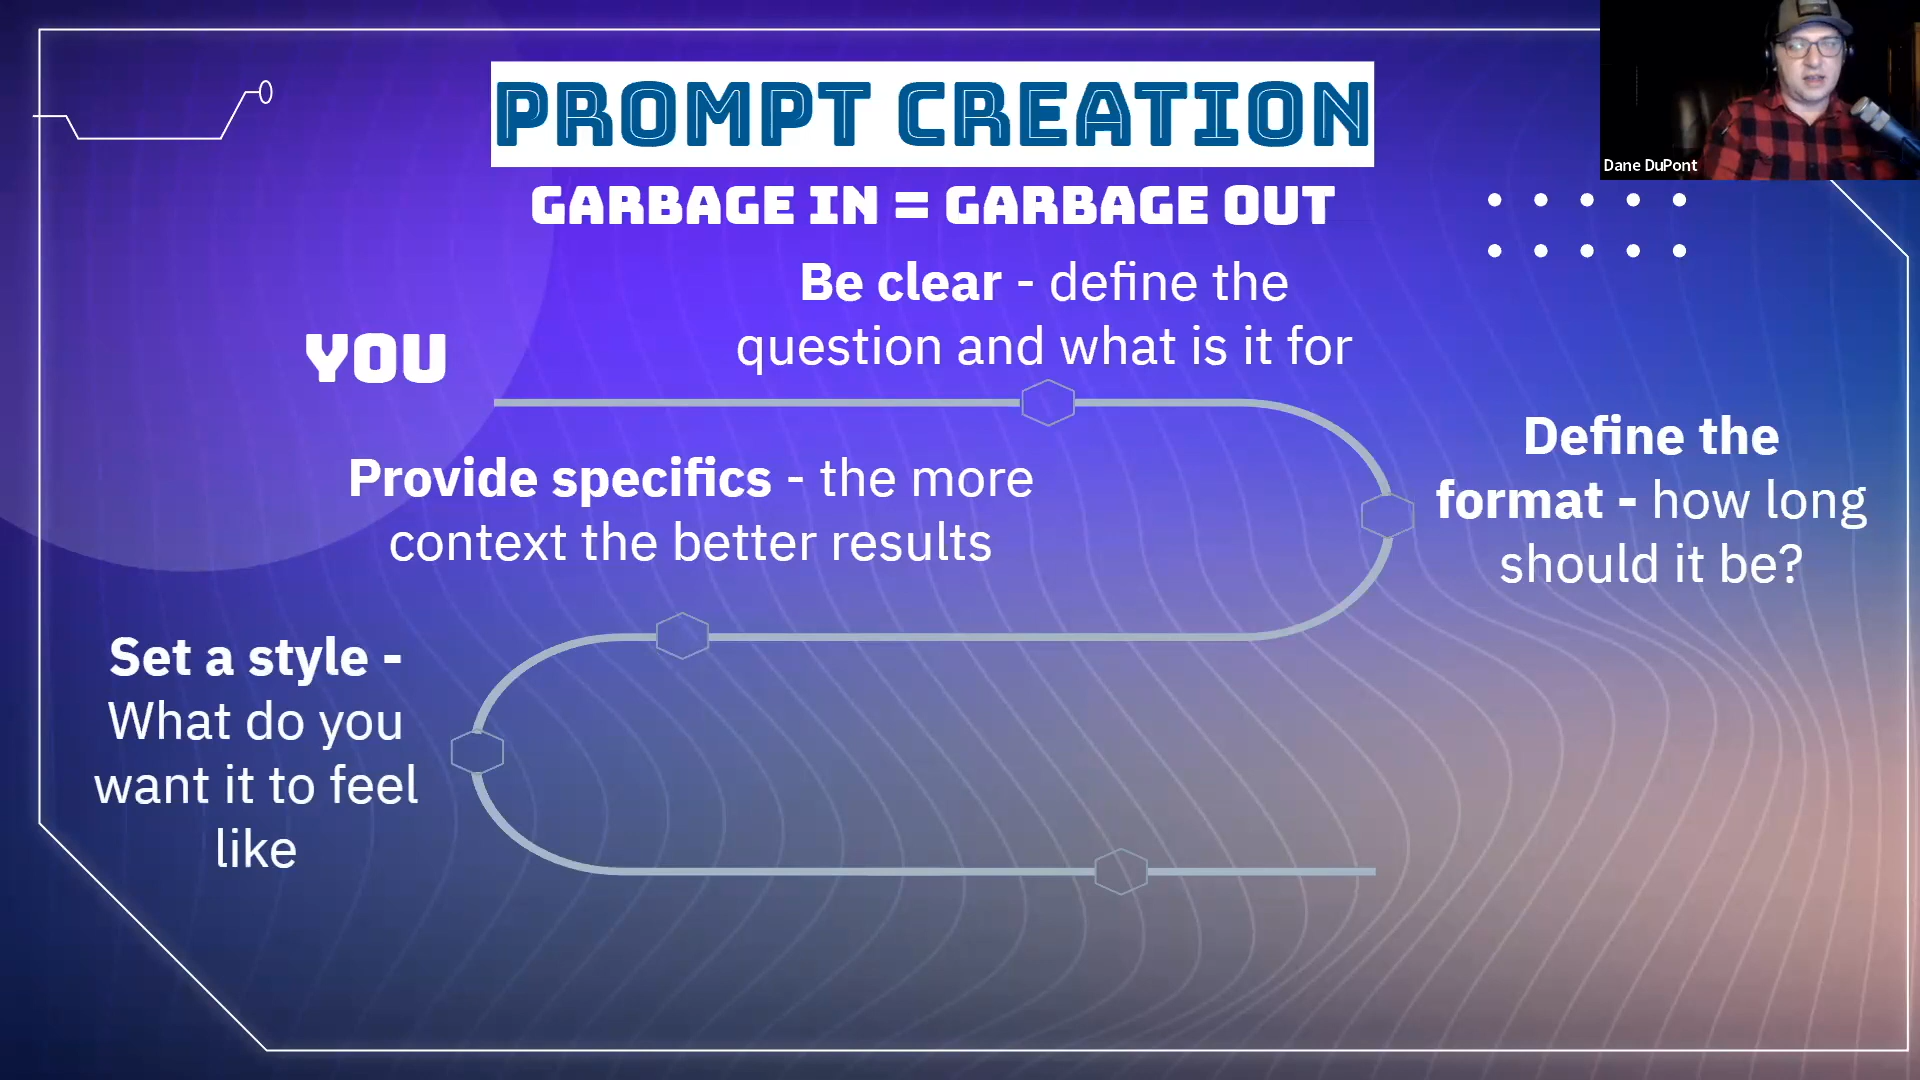 PROMPT CREATION
Dane DuPont
GARBAGE IN = GARBAGE OUT
YOU
Be clear - define the
question and what is it for
Define the
format - how long
should it be?
Provide specifics - the more
context the better results
Set a style -
What do you
want it to feel
like